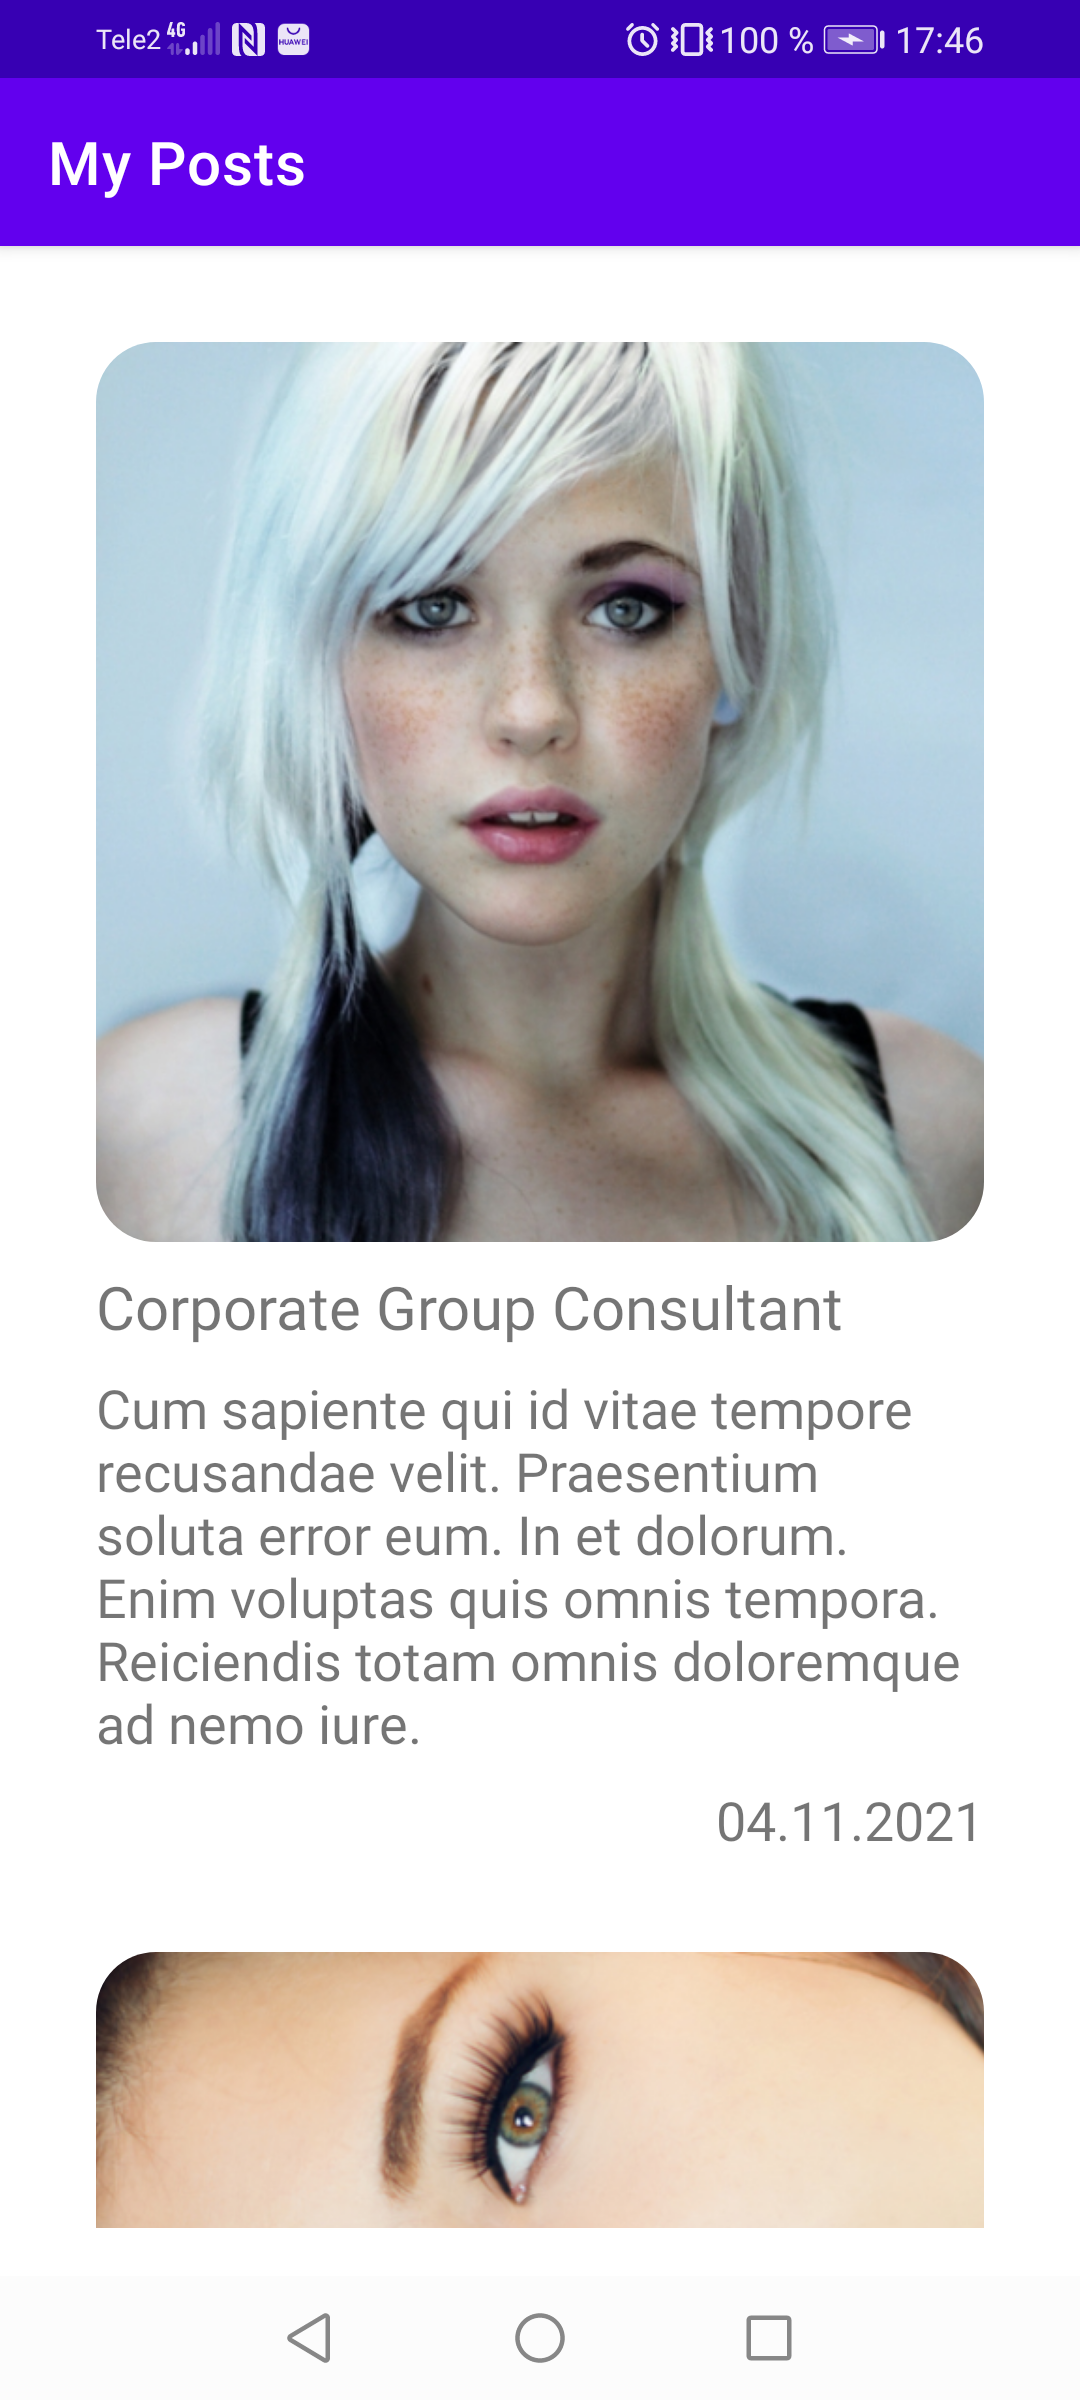 Tele2 4G HUAWEI 100 % 17:46
My Posts
Corporate Group Consultant
Cum sapiente qui id vitae tempore
recusandae velit. Praesentium
soluta error eum. In et dolorum.
Enim voluptas quis omnis tempora.
Reiciendis totam omnis doloremque
ad nemo iure.
04.11.2021